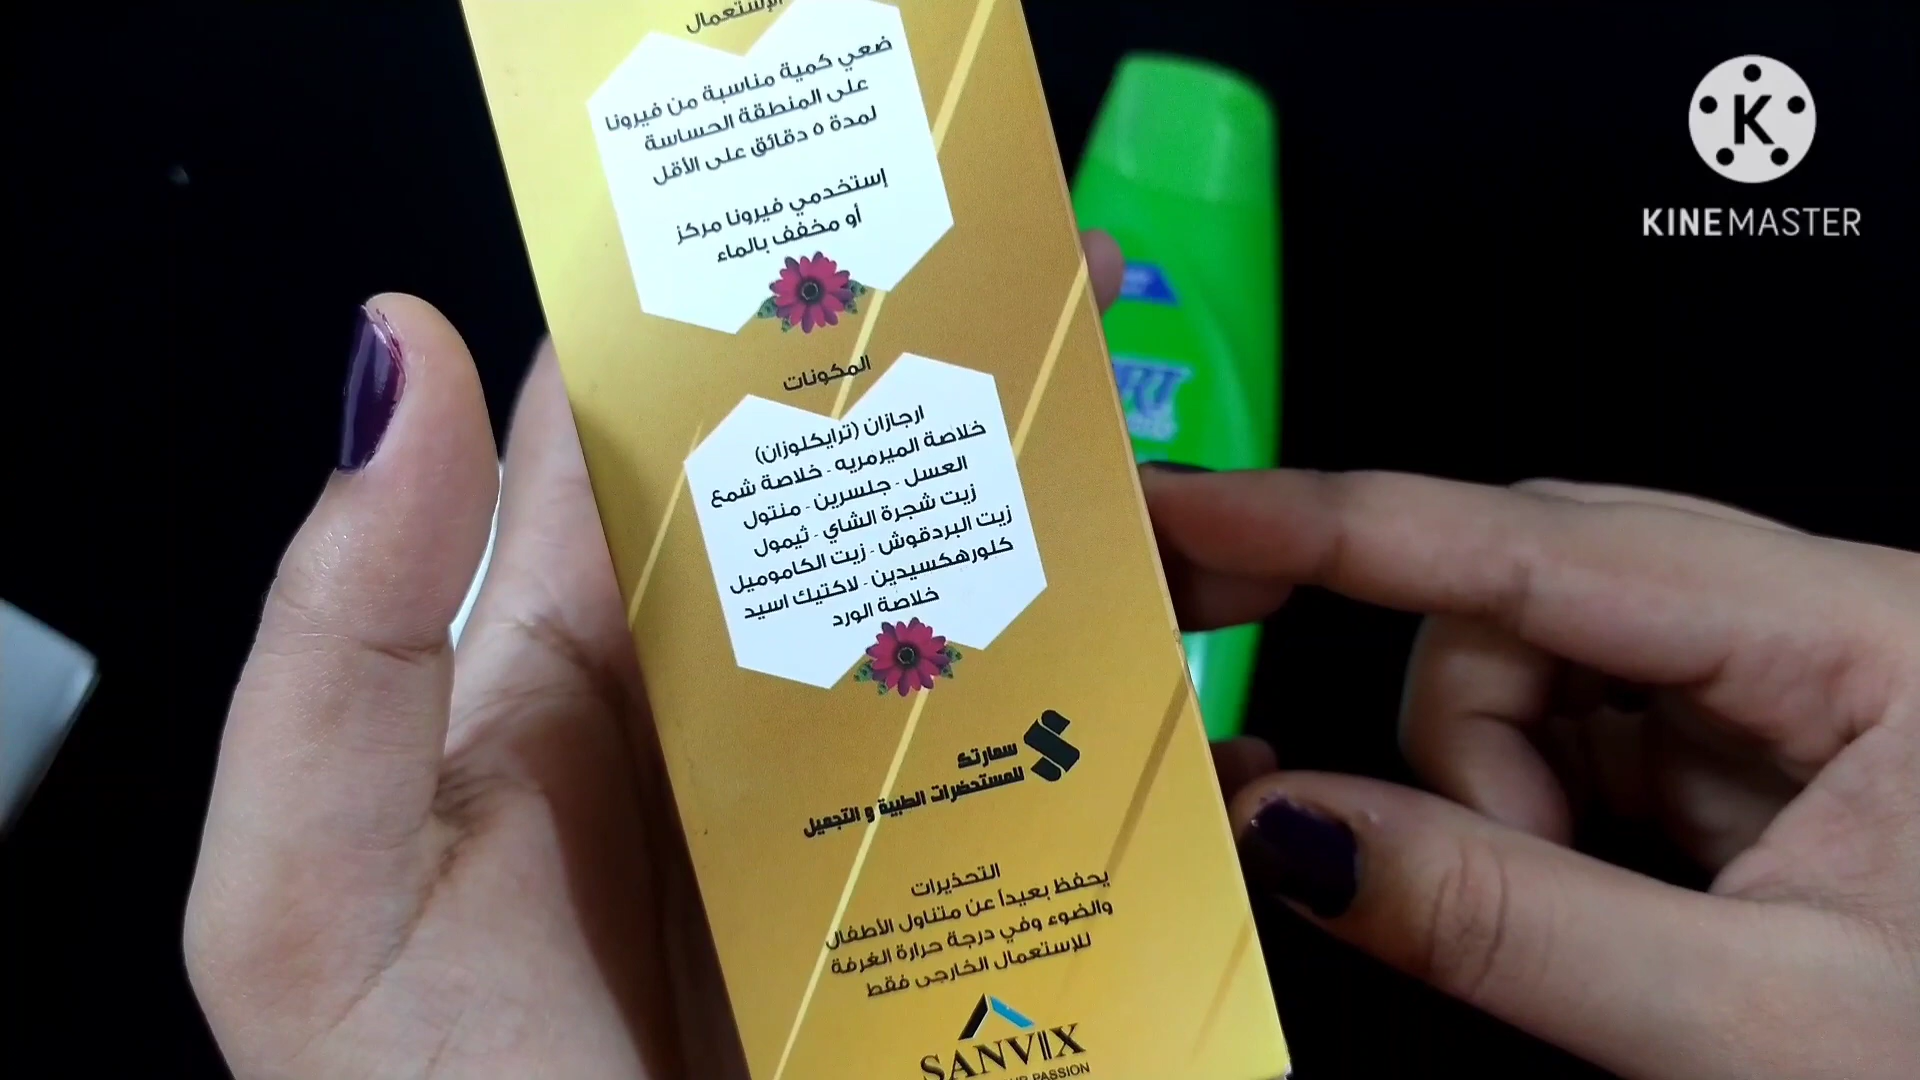 الإستعمال
ضعي كمية مناسبة من فيرونا
على المنطقة الحساسة
لمدة ٥ دقائق على الأقل
إستخدمي فيرونا مركز
أو مخفف بالماء
المكونات
ارجازان (ترايكلوزان)
خلاصة الميرمريه - خلاصة شمع
العسل - جلسرين - منتول
زيت شجرة الشاي - ثيمول
زيت البردقوش - زيت الكاموميل
كلورهكسيدين - لاكتيك اسيد
خلاصة الورد
سمارتك
للمستحضرات الطبية و التجميل
التحذيرات
يحفظ بعيداً عن متناول الأطفال
والضوء وفي درجة حرارة الغرفة
للإستعمال الخارجى فقط
SANVIX
PASSION
K
KINEMASTER